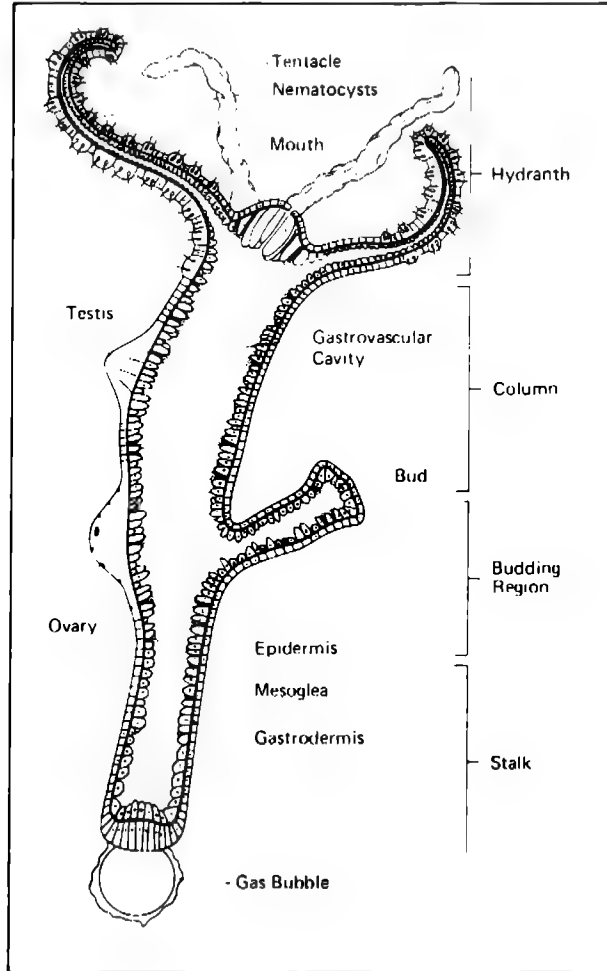 Tentacle
Nematocysts
Mouth
Hydranth
Testis
Gastrovascular
Cavity
Column
Bud
Budding
Region
Ovary
Epidermis
Mesoglea
Gastrodermis
Stalk
Gas Bubble